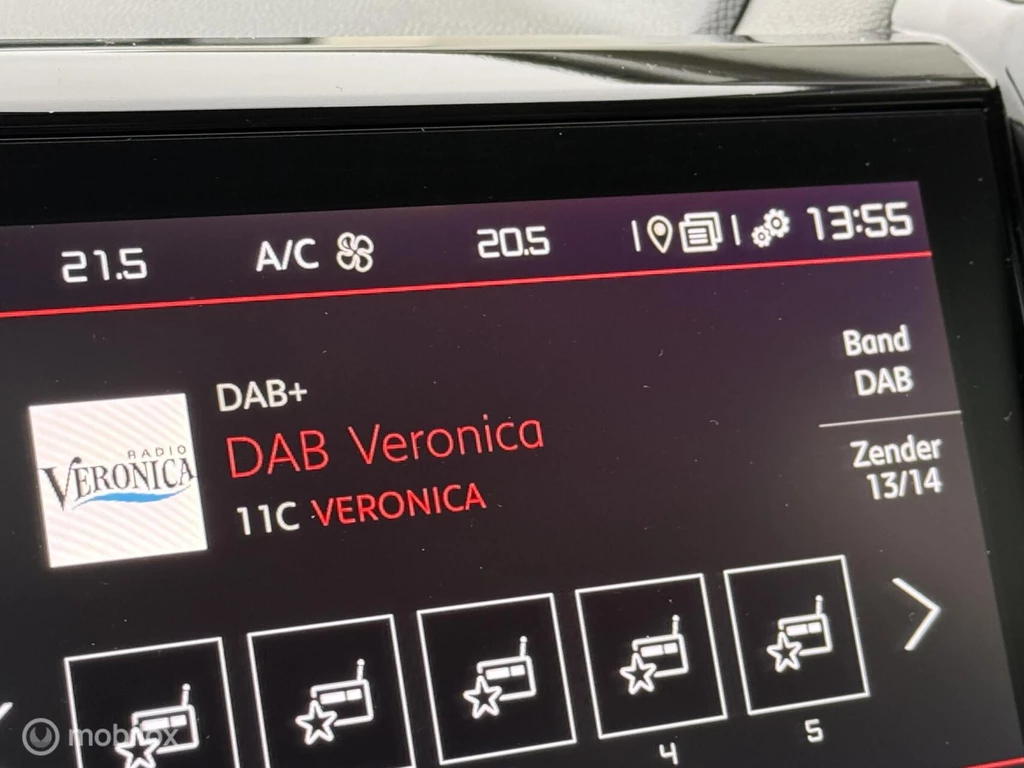 21.5 A/C 20.5 13:55
RADIO
VERONICA
DAB+
DAB Veronica
11C VERONICA
Band
DAB
Zender
13/14
4
5
mobrox